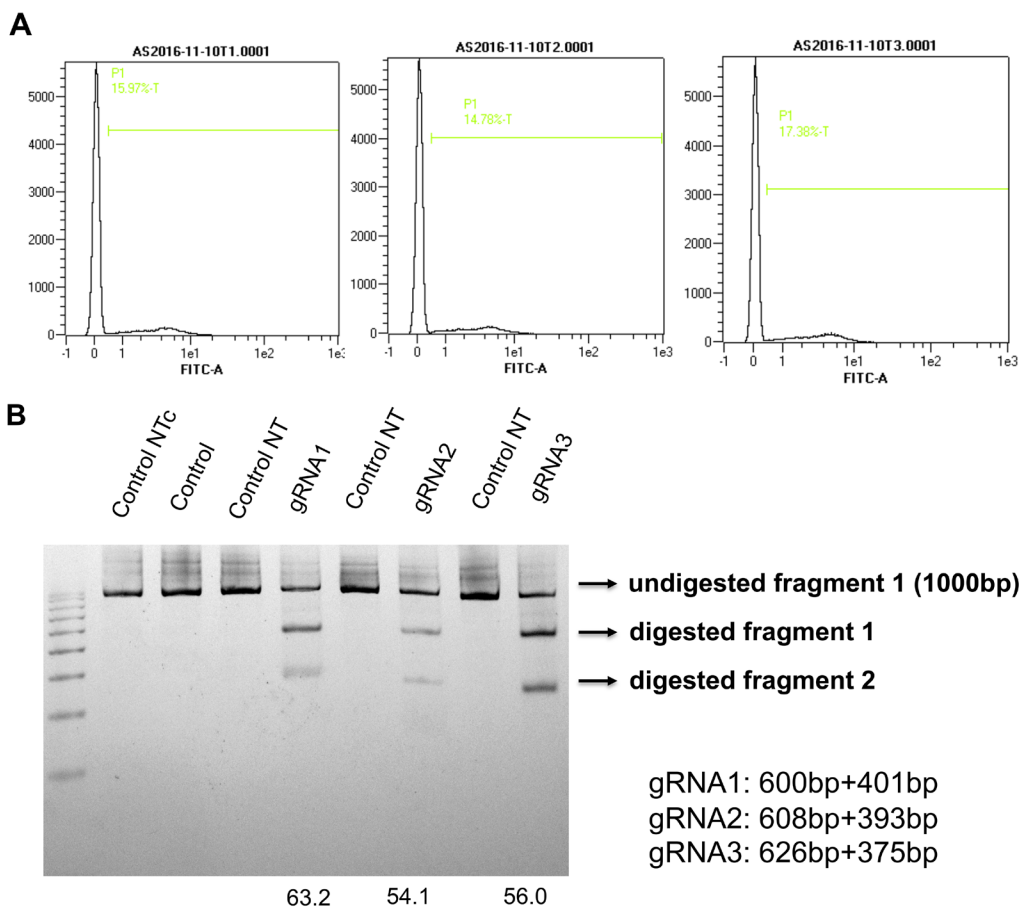 A
AS2016-11-10T1.0001
P1
15.97%-T
5000
4000
3000
2000
1000
0
-1 0 1 1e1 1e2 1e3
FITC-A
AS2016-11-10T2.0001
P1
14.78%-T
5000
4000
3000
2000
1000
0
-1 0 1 1e1 1e2 1e3
FITC-A
AS2016-11-10T3.0001
P1
17.38%-T
5000
4000
3000
2000
1000
0
-1 0 1 1e1 1e2 1e3
FITC-A
B
Control NTc
Control
Control NT
gRNA1
Control NT
gRNA2
Control NT
gRNA3
undigested fragment 1 (1000bp)
digested fragment 1
digested fragment 2
gRNA1: 600bp+401bp
gRNA2: 608bp+393bp
gRNA3: 626bp+375bp
63.2 54.1 56.0